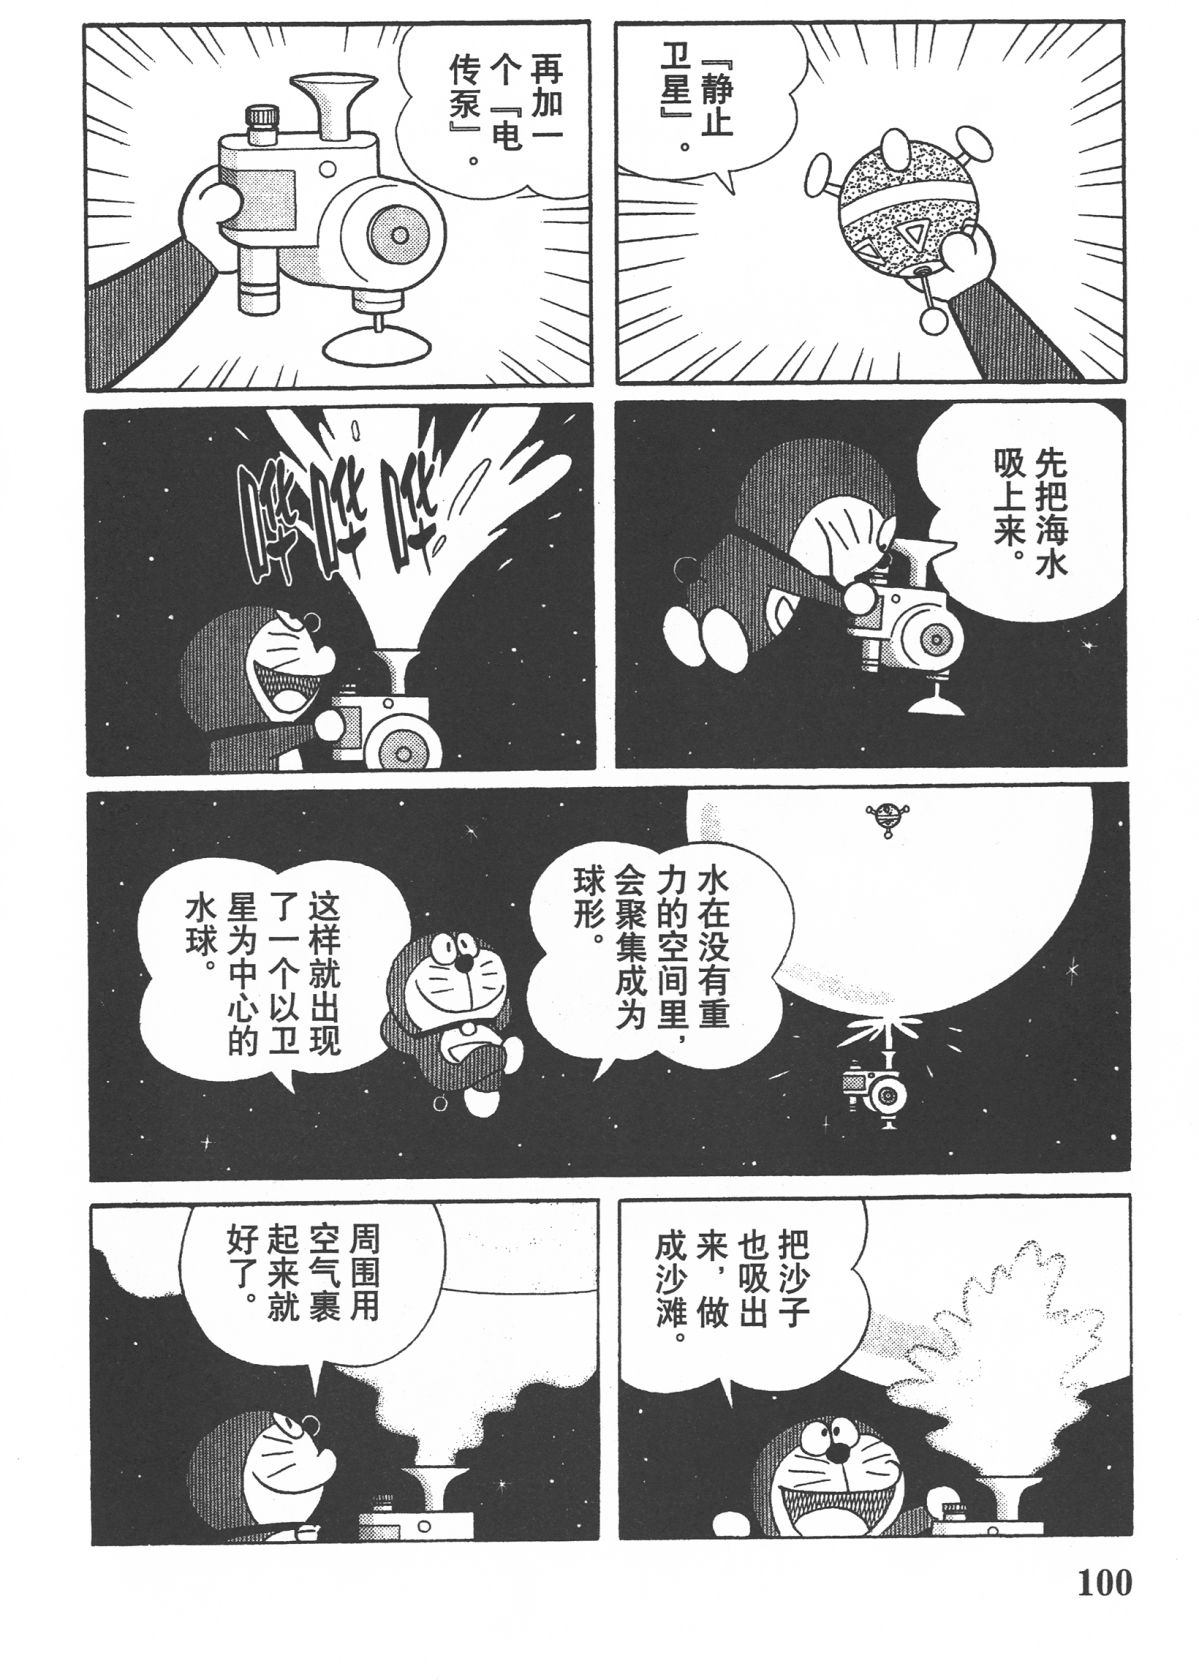 『静止
卫星』。
再加一
个『电
传泵』。
先把海水
吸上来。
哗 哗 哗
水在没有重
力的空间里，
会聚集成为
球形。
这样就出现
了一个以卫
星为中心的
水球。
把沙子
也吸出
来，做
成沙滩。
周围用
空气裹
起来就
好了。
100